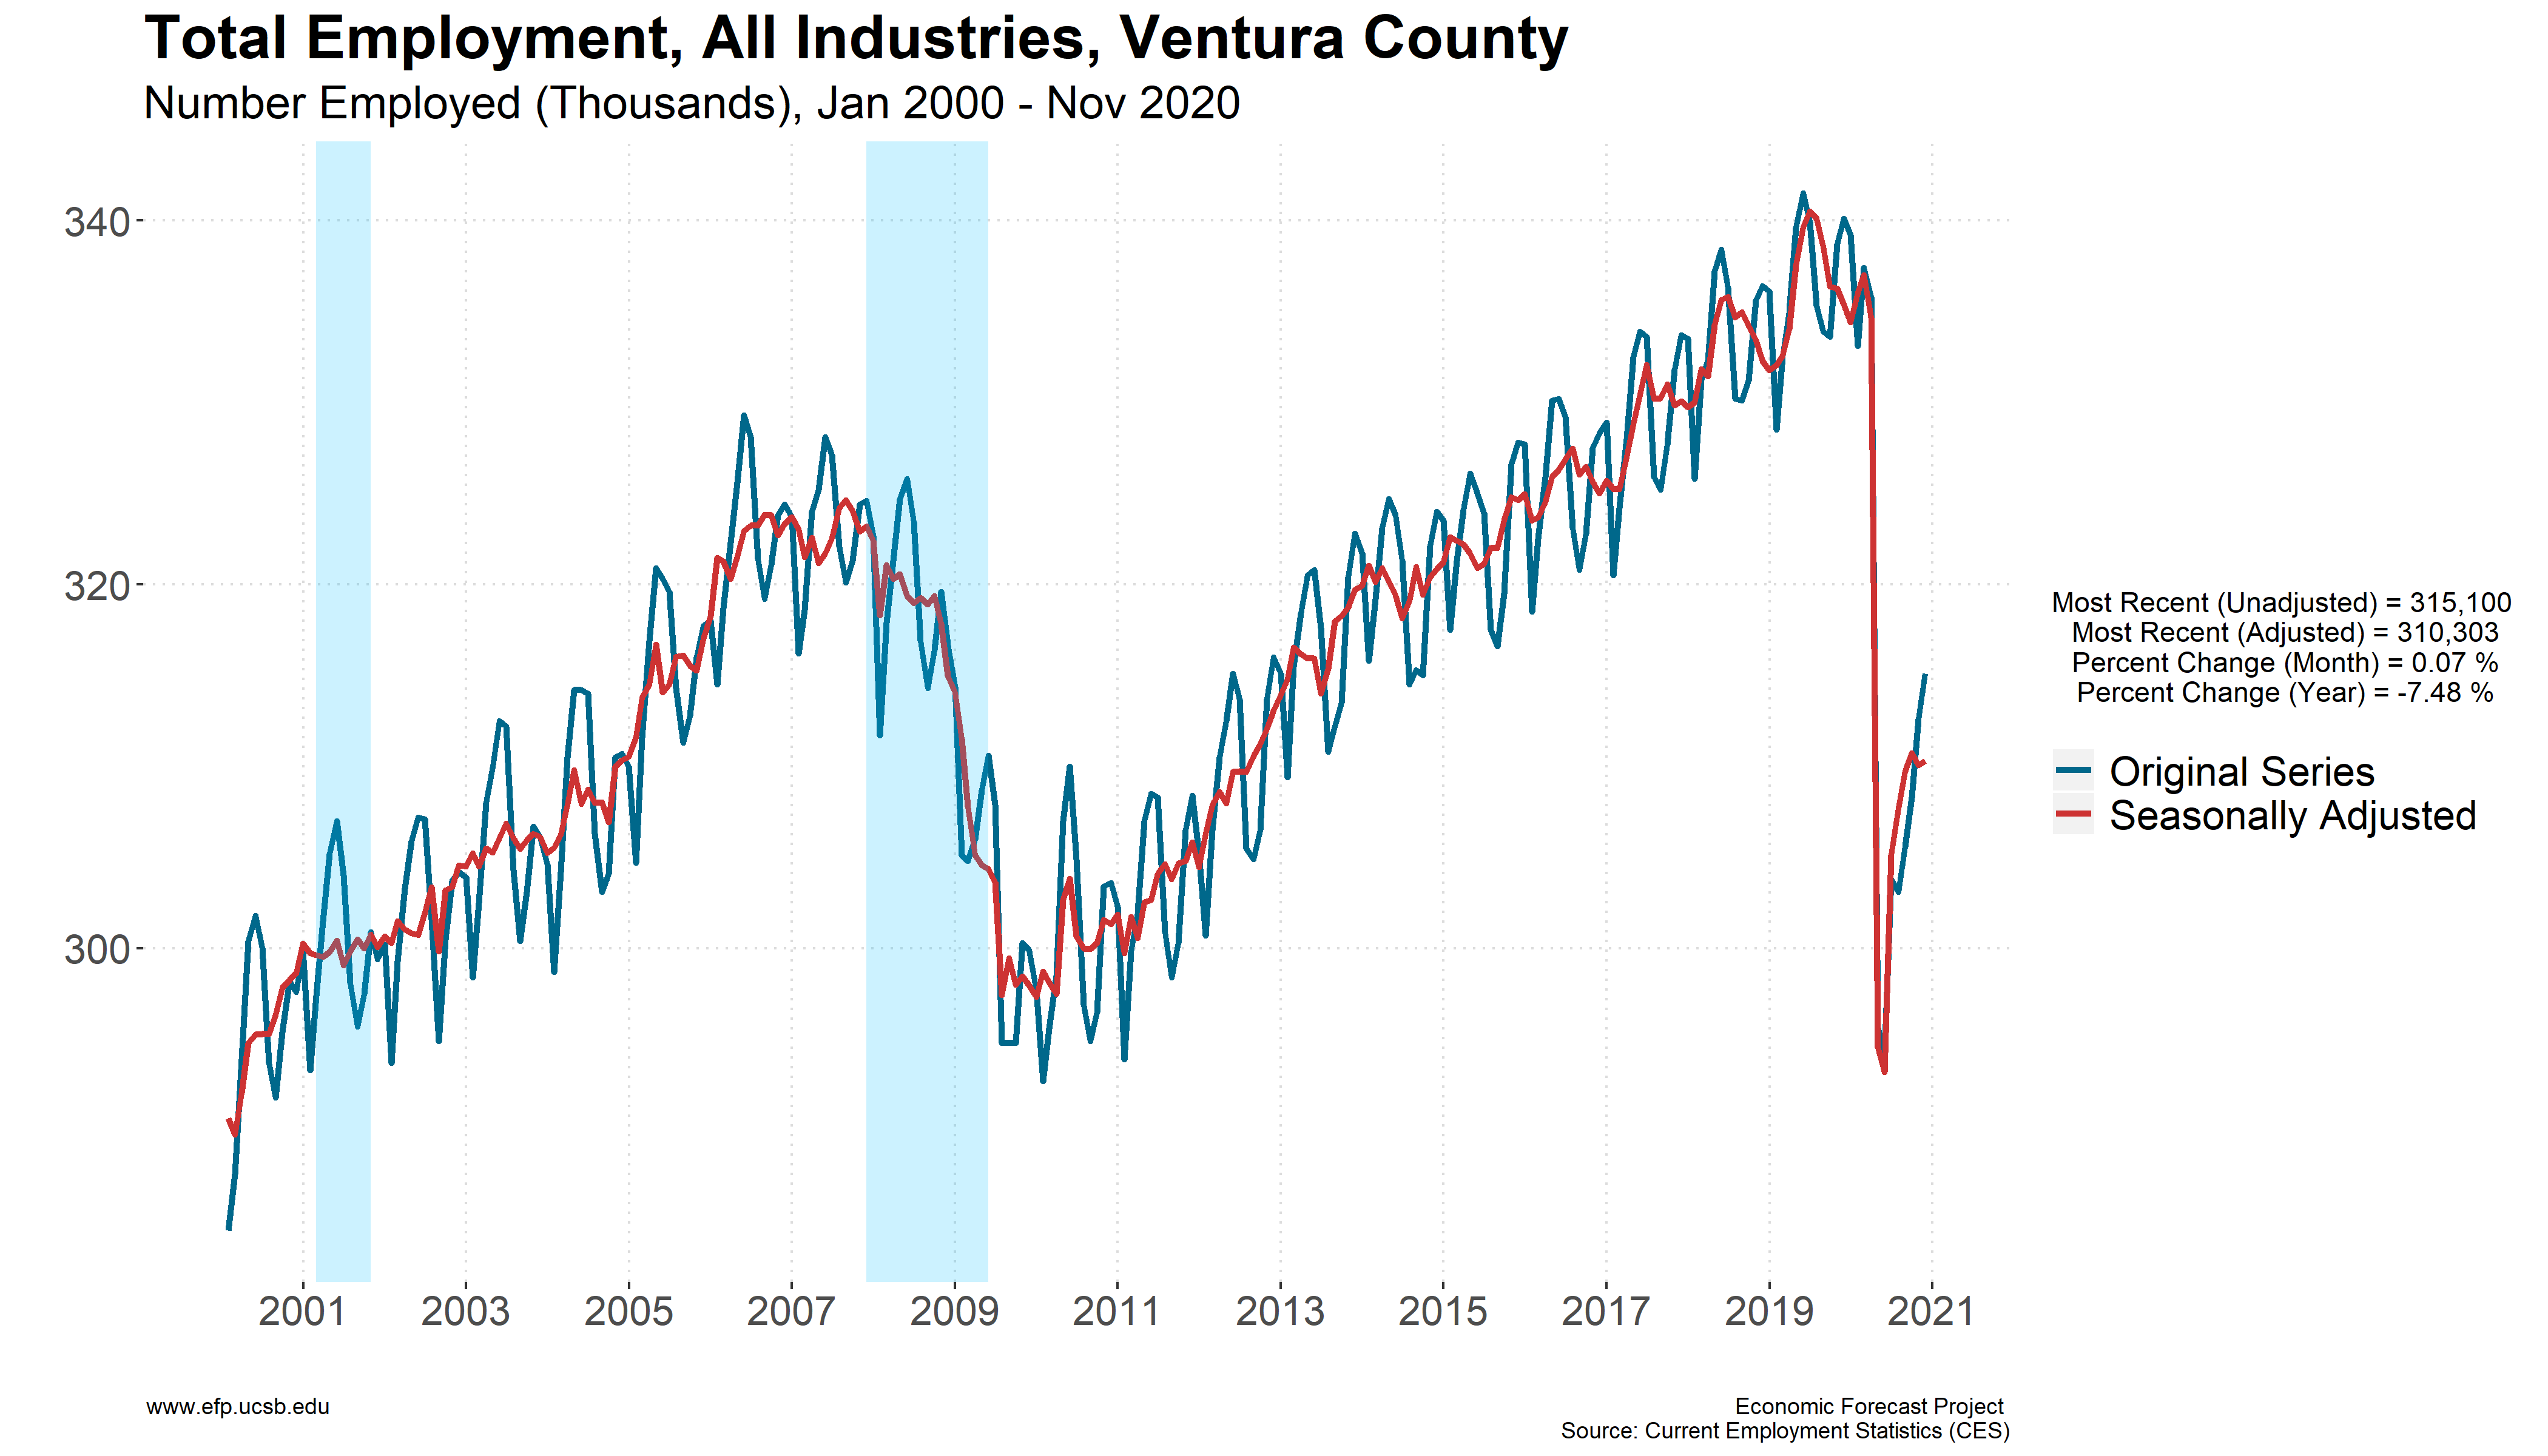 Total Employment, All Industries, Ventura County
Number Employed (Thousands), Jan 2000 - Nov 2020
340
320
300
Most Recent (Unadjusted) = 315,100
Most Recent (Adjusted) = 310,303
Percent Change (Month) = 0.07 %
Percent Change (Year) = -7.48 %
Original Series
Seasonally Adjusted
2001 2003 2005 2007 2009 2011 2013 2015 2017 2019 2021
www.efp.ucsb.edu
Economic Forecast Project
Source: Current Employment Statistics (CES)